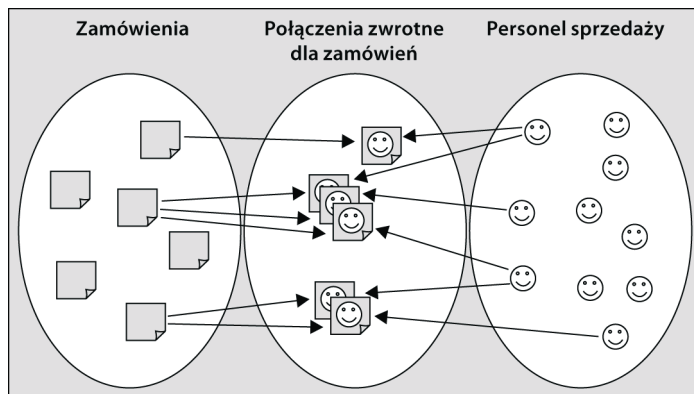 Zamówienia
Połączenia zwrotne
dla zamówień
Personel sprzedaży